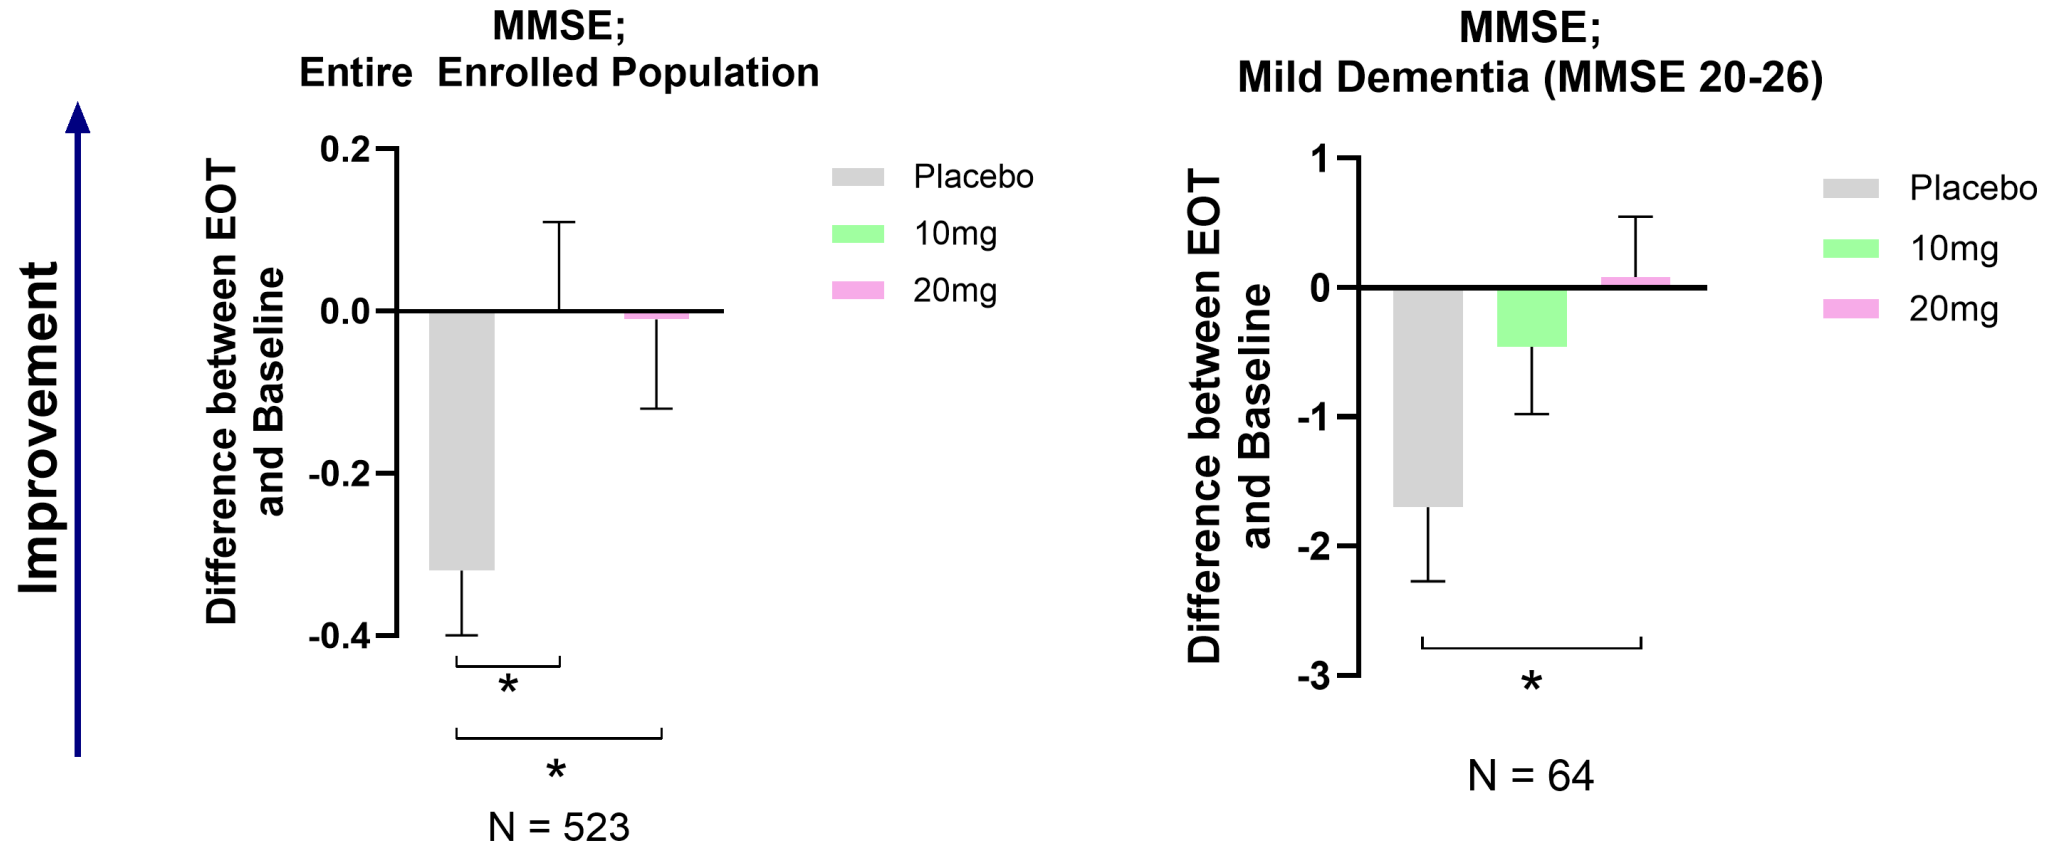 MMSE;
Entire Enrolled Population
Improvement
Difference between EOT
and Baseline
0.2
0.0
-0.2
-0.4
Placebo
10mg
20mg
*
*
N = 523
MMSE;
Mild Dementia (MMSE 20-26)
Difference between EOT
and Baseline
1
0
-1
-2
-3
Placebo
10mg
20mg
*
N = 64